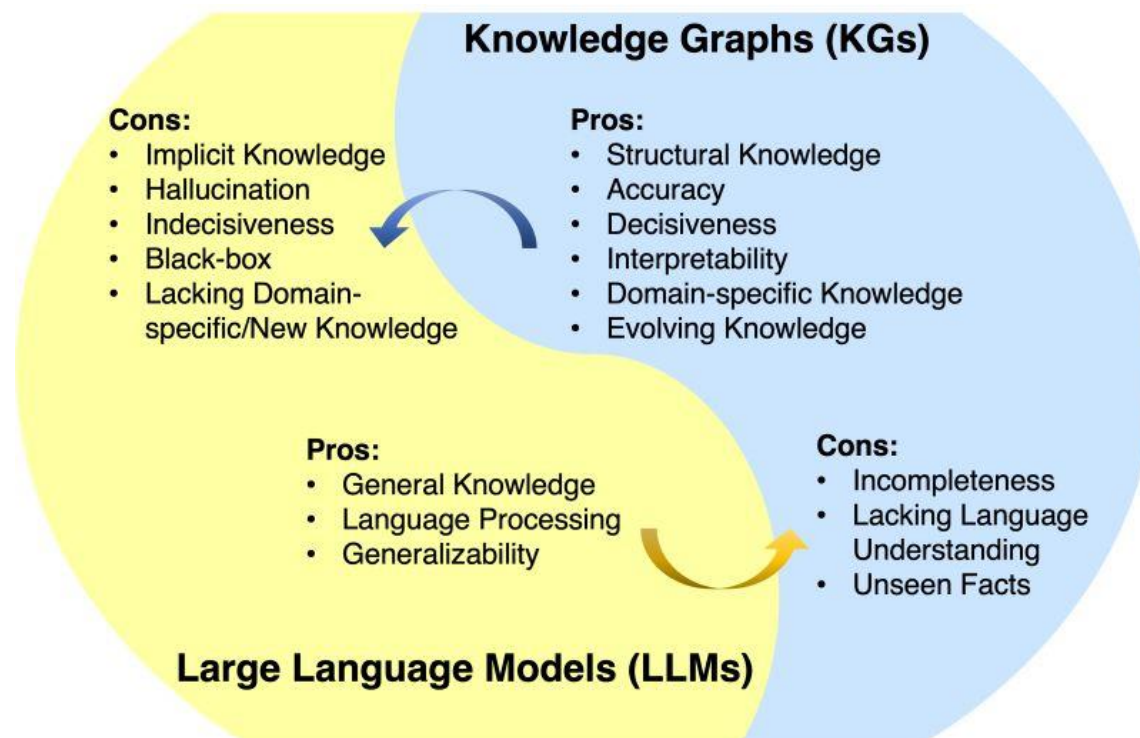 Knowledge Graphs (KGs)
Cons:
• Implicit Knowledge
• Hallucination
• Indecisiveness
• Black-box
• Lacking Domain-
specific/New Knowledge
Pros:
• Structural Knowledge
• Accuracy
• Decisiveness
• Interpretability
• Domain-specific Knowledge
• Evolving Knowledge
Pros:
• General Knowledge
• Language Processing
• Generalizability
Cons:
• Incompleteness
• Lacking Language
Understanding
• Unseen Facts
Large Language Models (LLMs)